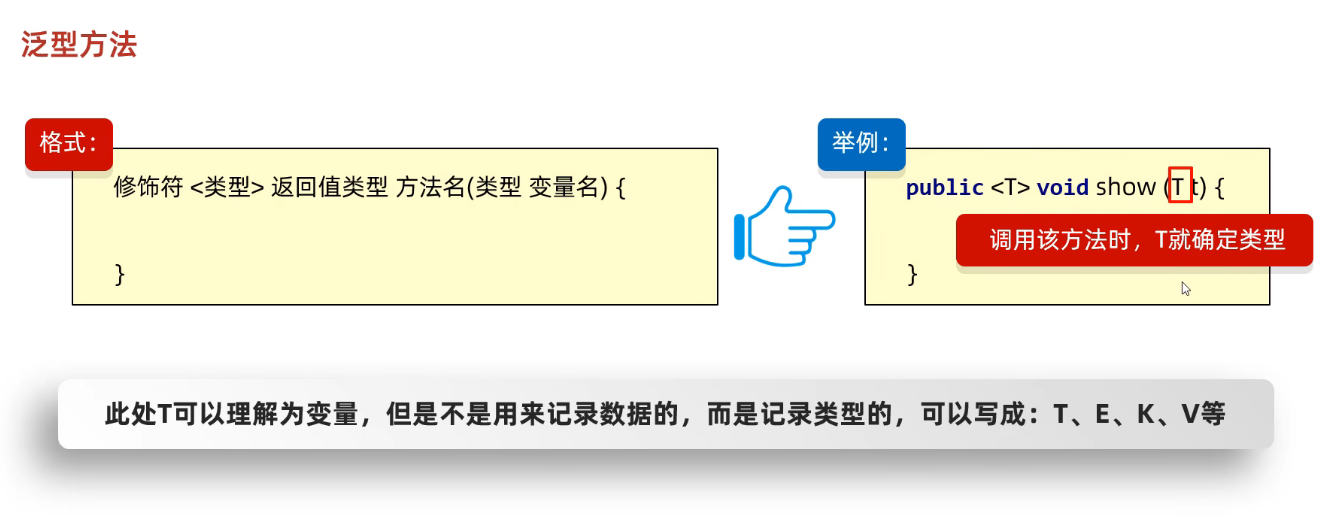 泛型方法
格式：
修饰符 <类型> 返回值类型 方法名(类型 变量名) {
}
举例：
public <T> void show (T t) {
调用该方法时，T就确定类型
}
此处T可以理解为变量，但是不是用来记录数据的，而是记录类型的，可以写成：T、E、K、V等